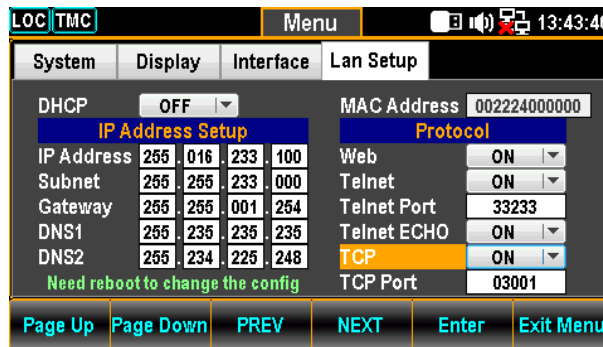 LOC TMC Menu 13:43:46
System Display Interface Lan Setup
DHCP OFF MAC Address 002224000000
IP Address Setup Protocol
IP Address 255 . 016 . 233 . 100 Web ON
Subnet 255 . 255 . 233 . 000 Telnet ON
Gateway 255 . 255 . 001 . 254 Telnet Port 33233
DNS1 255 . 235 . 235 . 235 Telnet ECHO ON
DNS2 255 . 234 . 225 . 248 TCP ON
Need reboot to change the config TCP Port 03001
Page Up Page Down PREV NEXT Enter Exit Menu